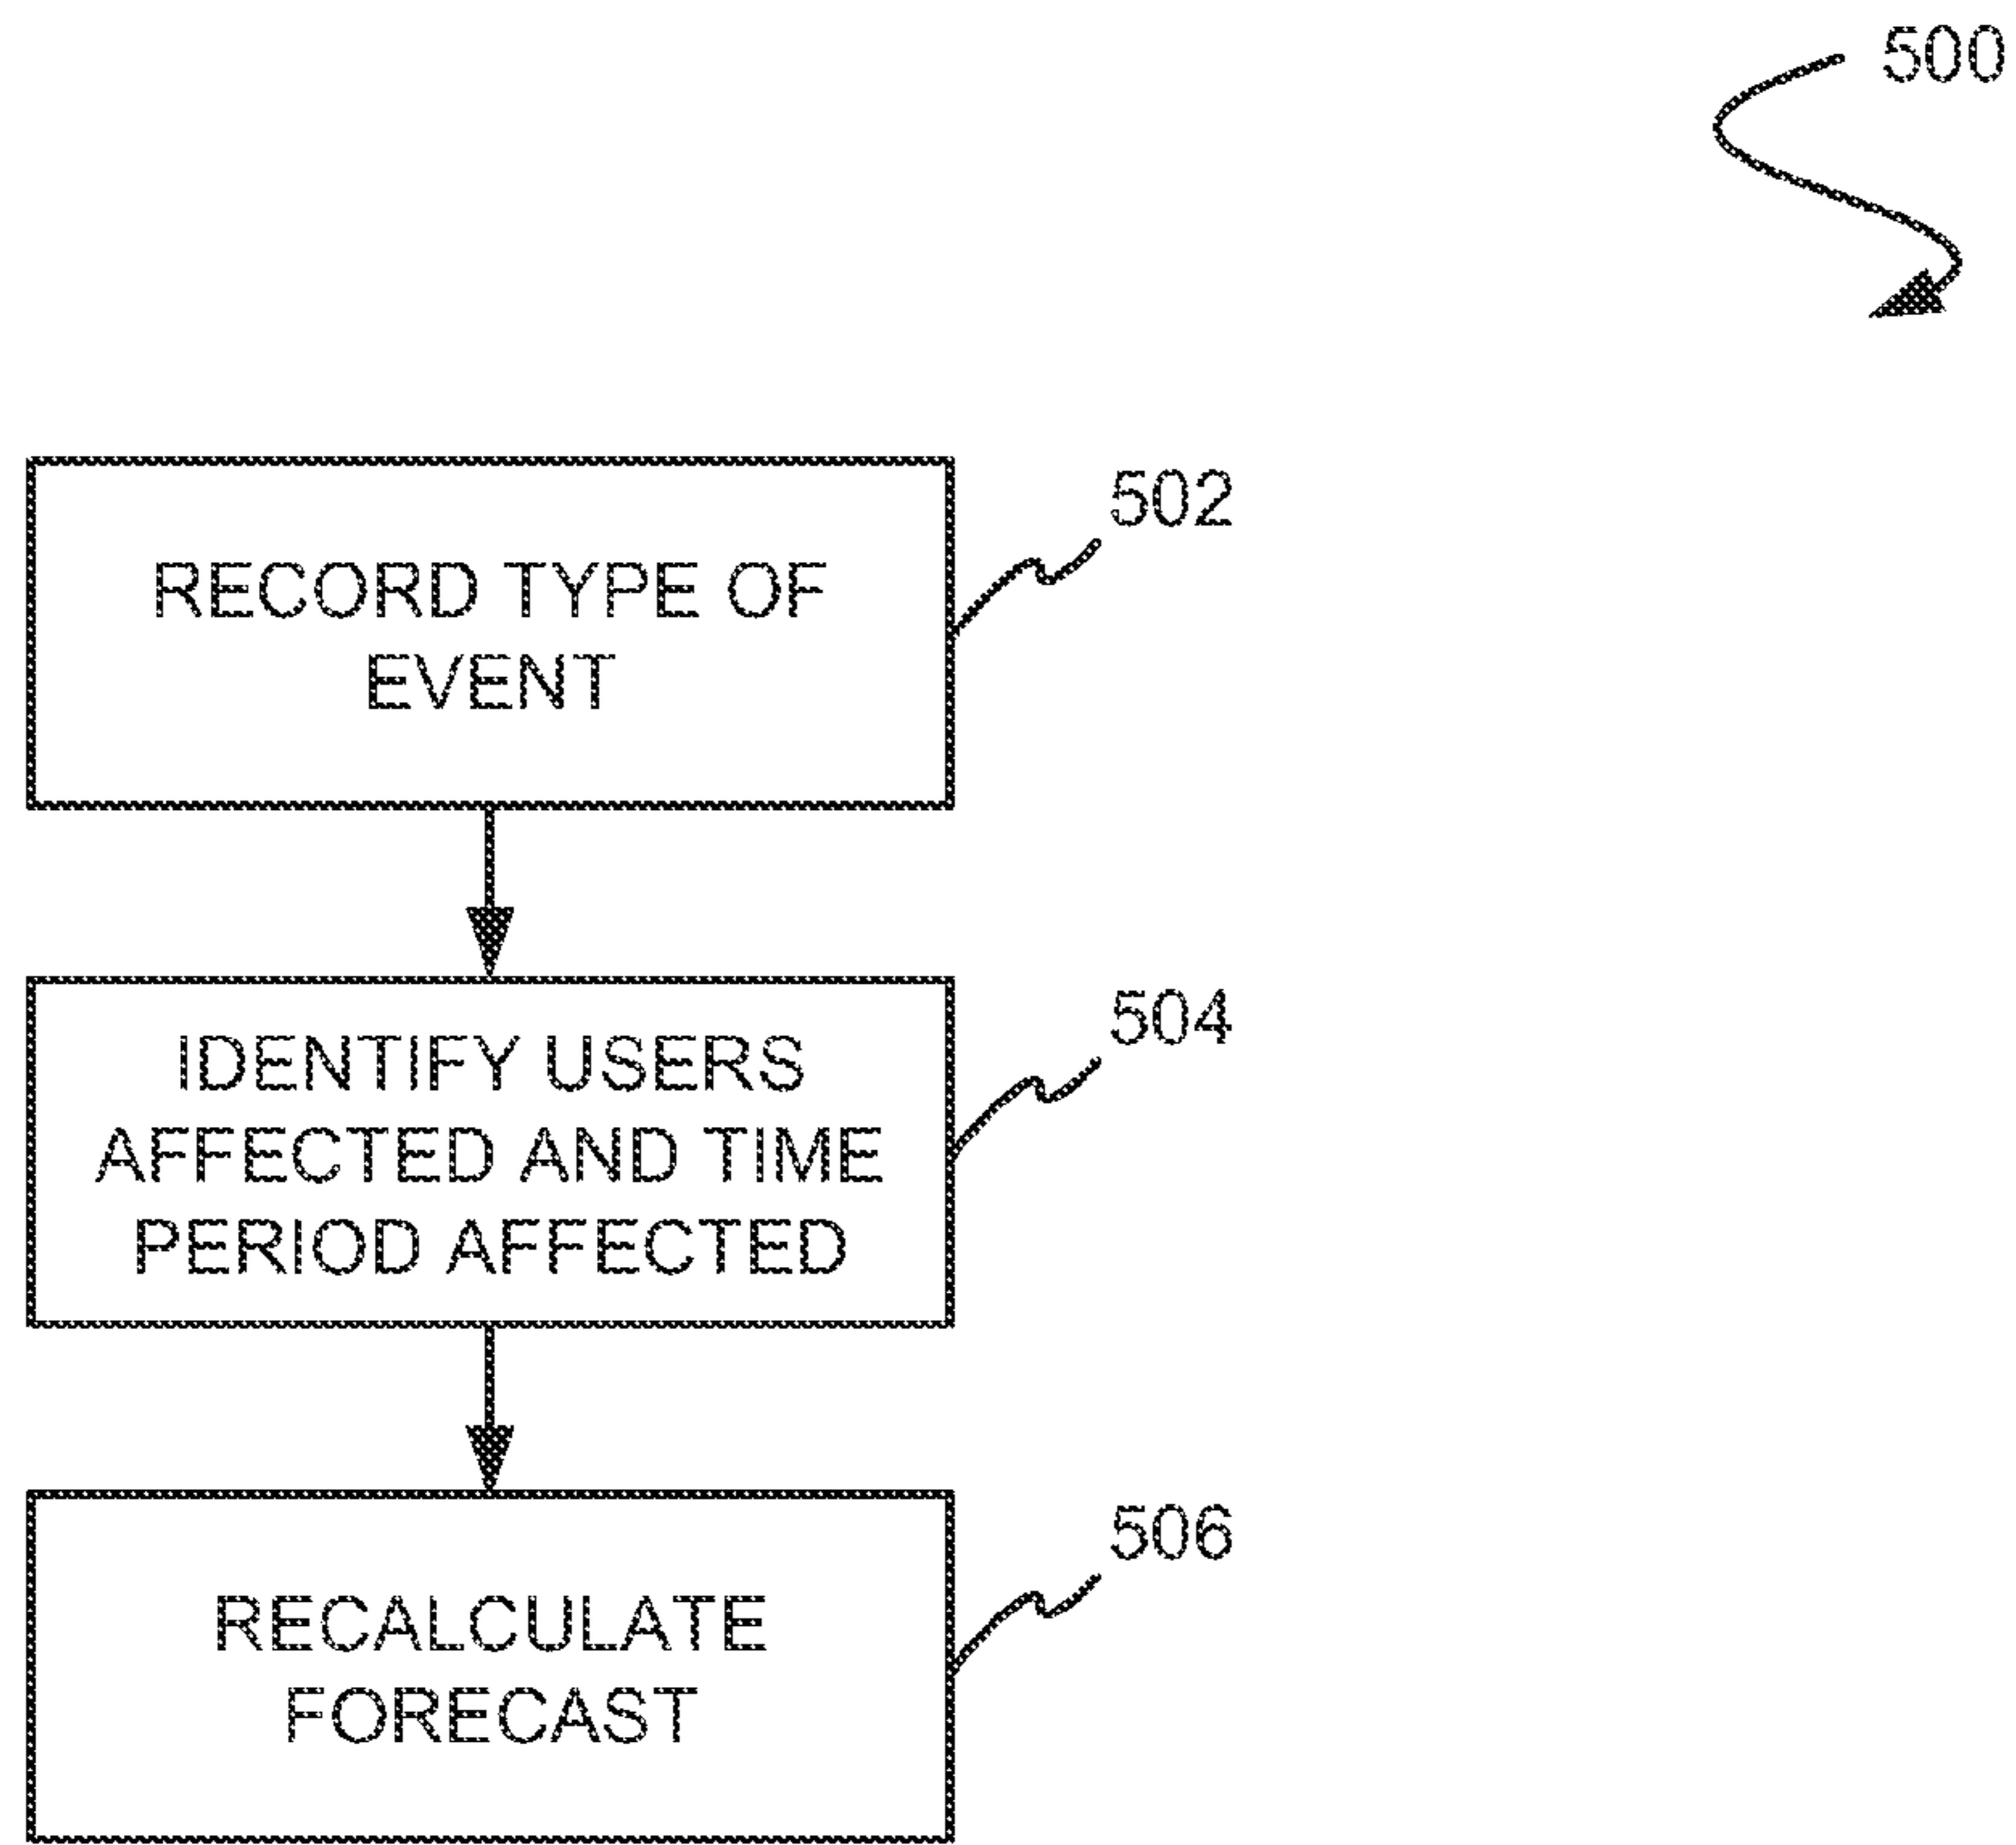 500
502
RECORD TYPE OF
EVENT
504
IDENTIFY USERS
AFFECTED AND TIME
PERIOD AFFECTED
506
RECALCULATE
FORECAST